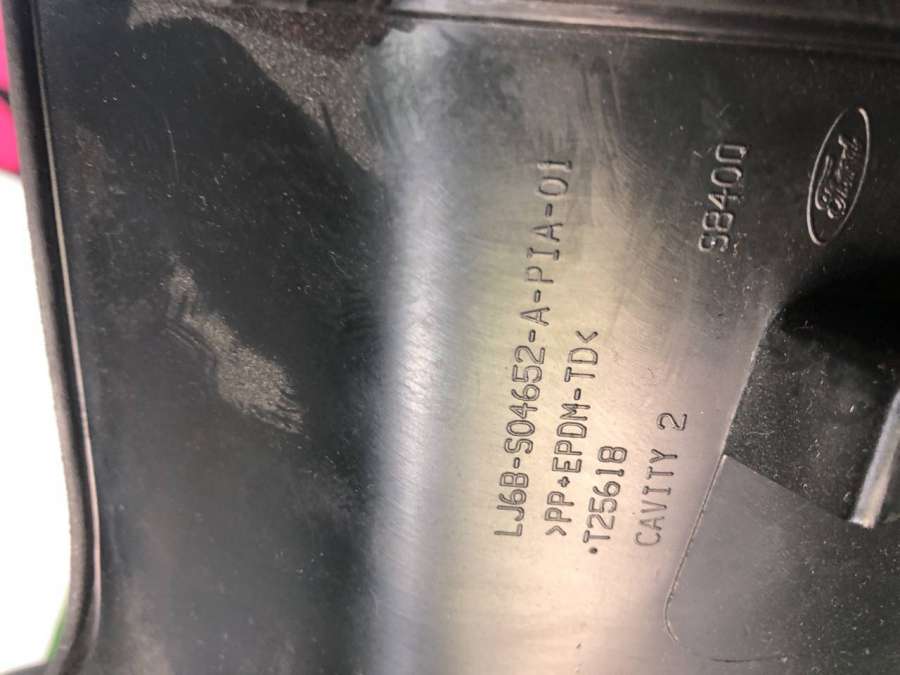 LJ6B-S04652-A-PIA-01
>PP+EPDM-TD<
·T25618
CAVITY 2
98400
Ford